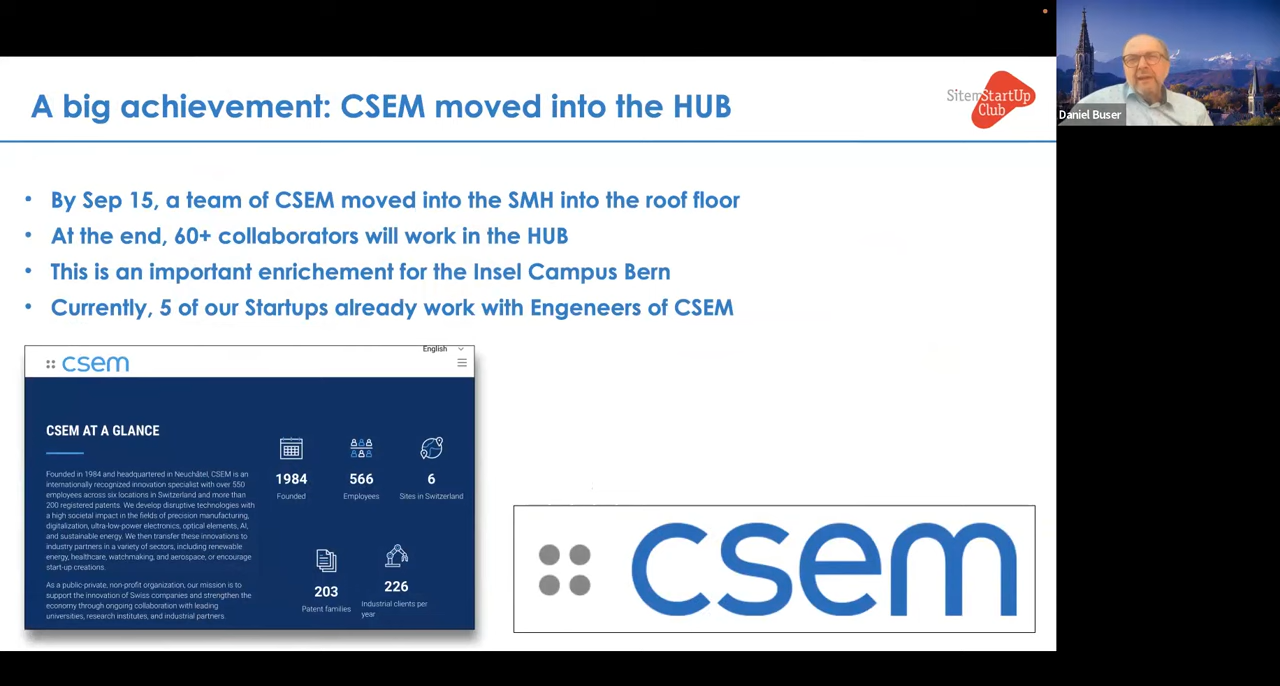 A big achievement: CSEM moved into the HUB
SitemStartUp
Club
Daniel Buser
• By Sep 15, a team of CSEM moved into the SMH into the roof floor
• At the end, 60+ collaborators will work in the HUB
• This is an important enrichement for the Insel Campus Bern
• Currently, 5 of our Startups already work with Engeneers of CSEM
English
csem
CSEM AT A GLANCE
Founded in 1984 and headquartered in Neuchâtel, CSEM is an
internationally recognized innovation specialist with over 550
employees across six locations in Switzerland and more than
200 registered patents. We develop disruptive technologies with
a high societal impact in the fields of precision manufacturing,
digitalization, ultra-low-power electronics, optical elements, AI,
and sustainable energy. We then transfer these innovations to
industry partners in a variety of sectors, including renewable
energy, healthcare, watchmaking, and aerospace, or encourage
start-up creations.
As a public-private, non-profit organization, our mission is to
support the innovation of Swiss companies and strengthen the
economy through ongoing collaboration with leading
universities, research institutes, and industrial partners.
1984
Founded
566
Employees
6
Sites in Switzerland
203
Patent families
226
Industrial clients per
year
csem